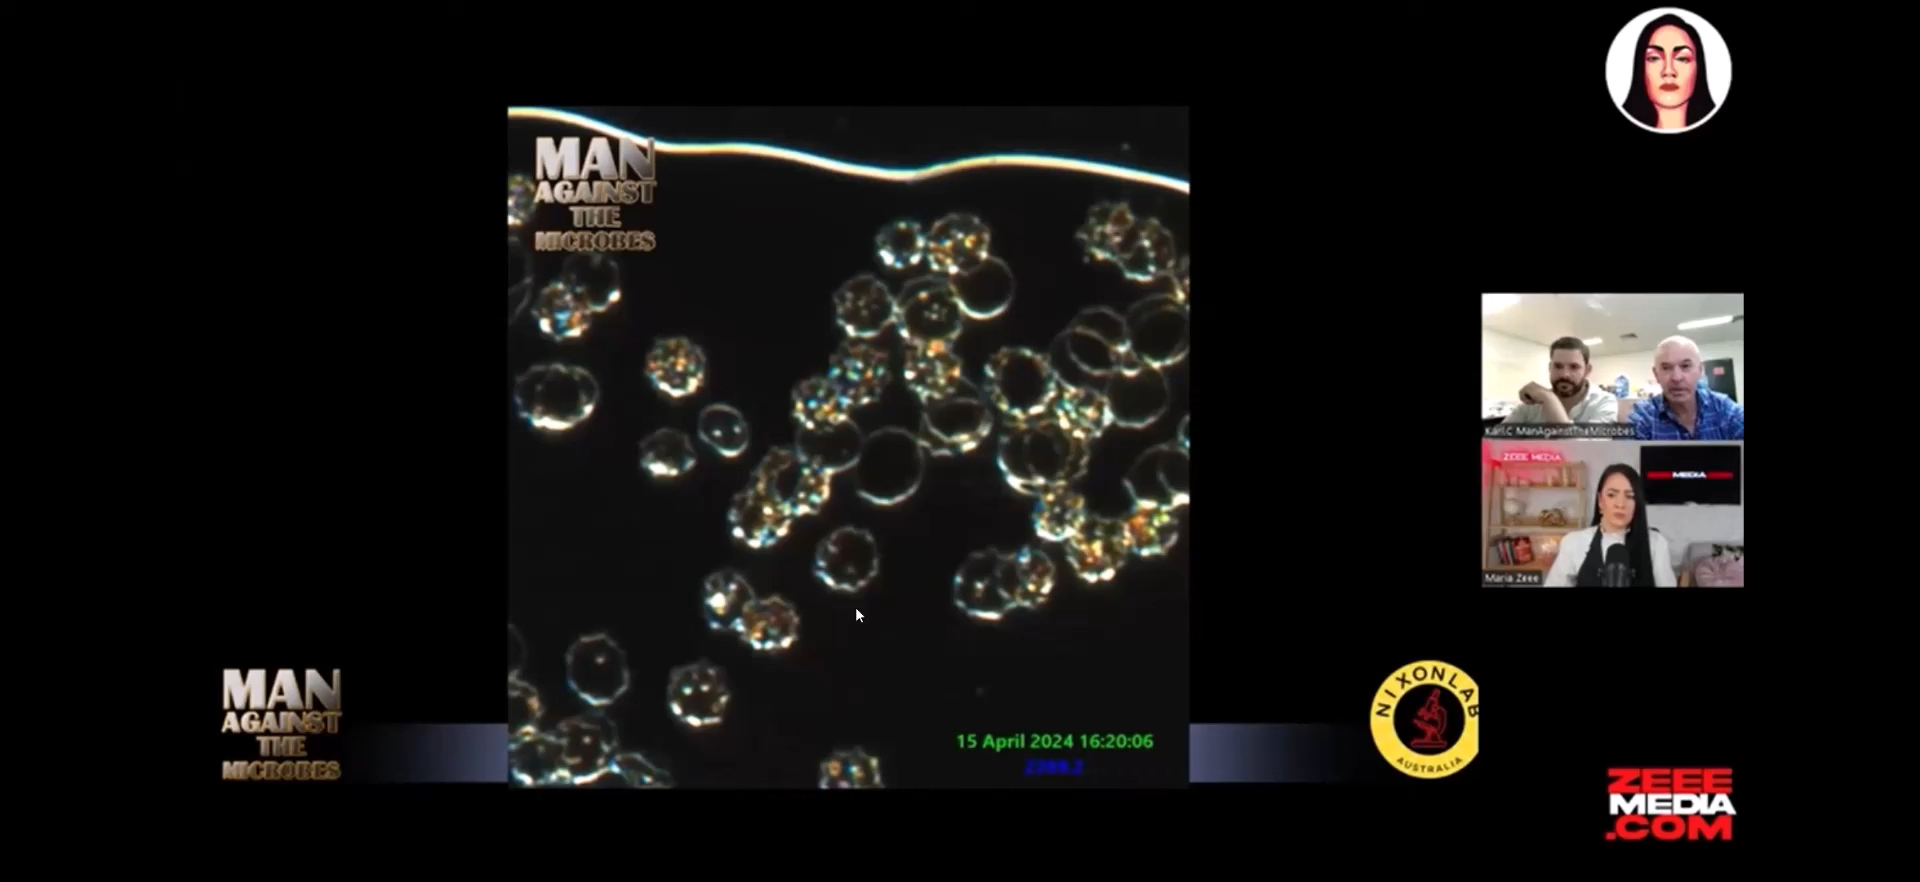 MAN
AGAINST
THE
MICROBES
Karl.C ManAgainstTheMicrobes
ZEEE MEDIA
MEDIA
Maria Zeee
MAN
AGAINST
THE
MICROBES
15 April 2024 16:20:06
NIXONLAB
AUSTRALIA
ZEEE
MEDIA
.COM